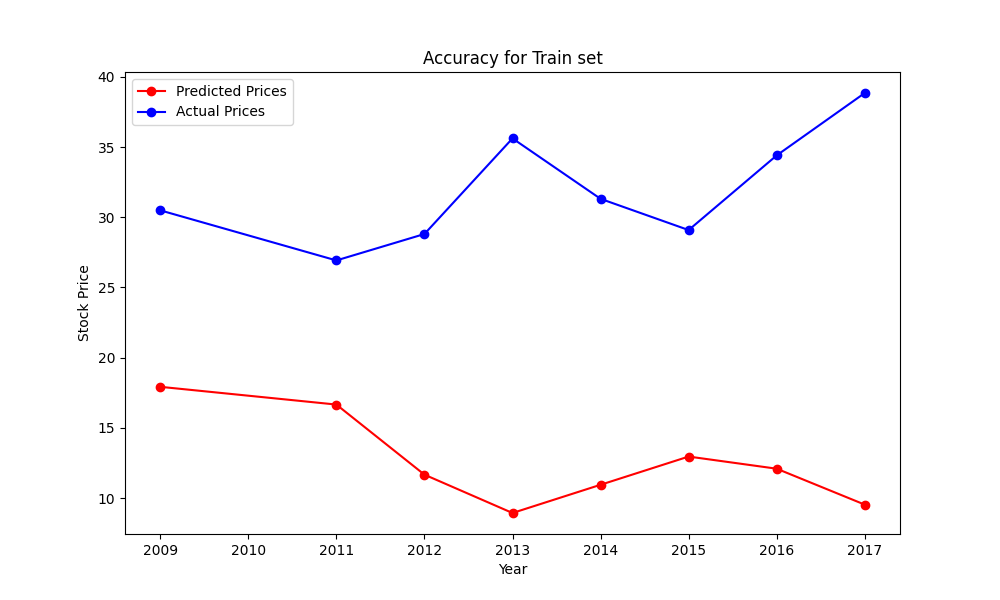 Accuracy for Train set
Predicted Prices
Actual Prices
40
35
30
25
20
15
10
Stock Price
2009 2010 2011 2012 2013 2014 2015 2016 2017
Year